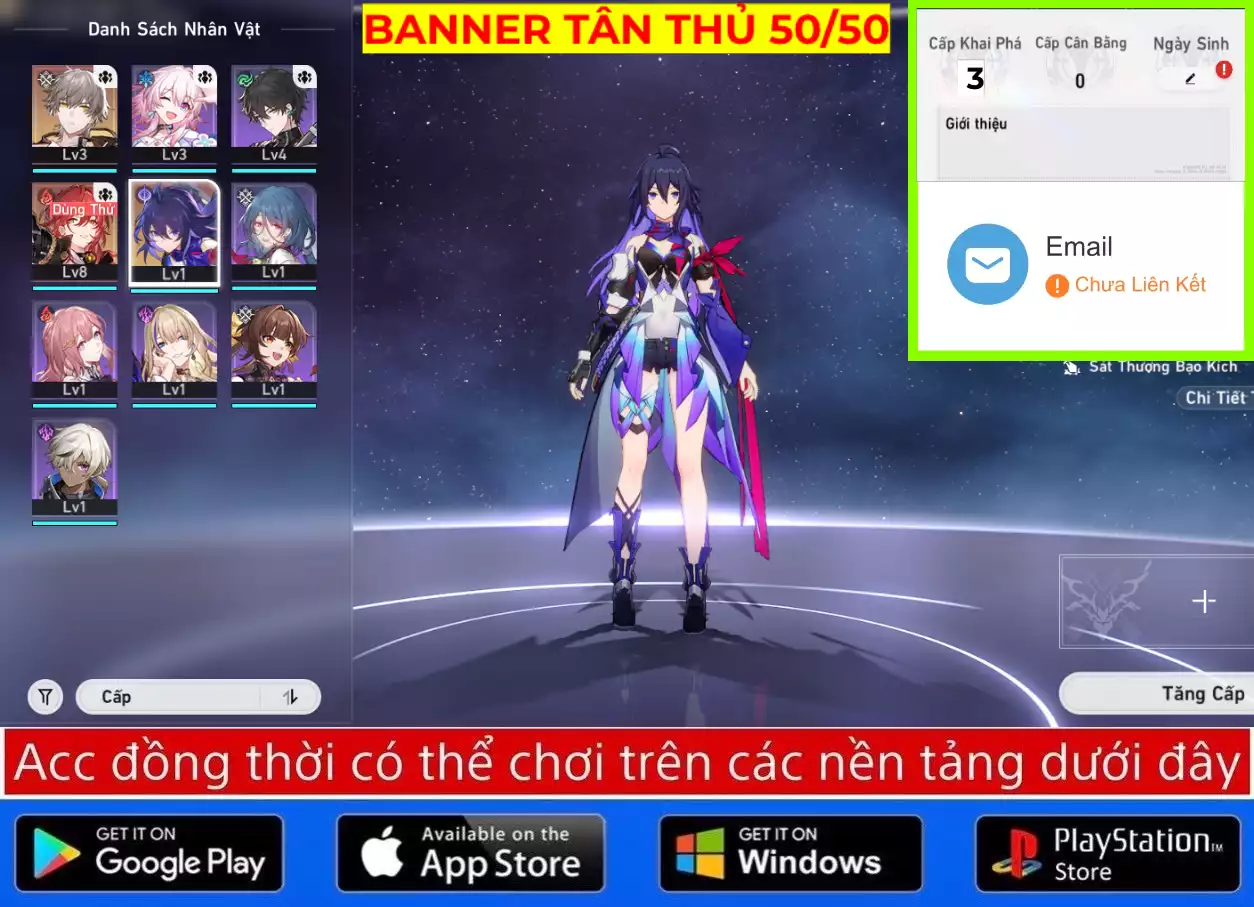 Danh Sách Nhân Vật
BANNER TÂN THỦ 50/50
Cấp Khai Phá
Cấp Cân Bằng
Ngày Sinh
3
0
Giới thiệu
Email
Chưa Liên Kết
Lv3
Lv3
Lv4
Dùng Thử
Lv8
Lv1
Lv1
Lv1
Lv1
Lv1
Lv1
Sát Thương Bạo Kích
Chi Tiết
Cấp
Tăng Cấp
Acc đồng thời có thể chơi trên các nền tảng dưới đây
GET IT ON
Google Play
Available on the
App Store
GET IT ON
Windows
PlayStation™
Store